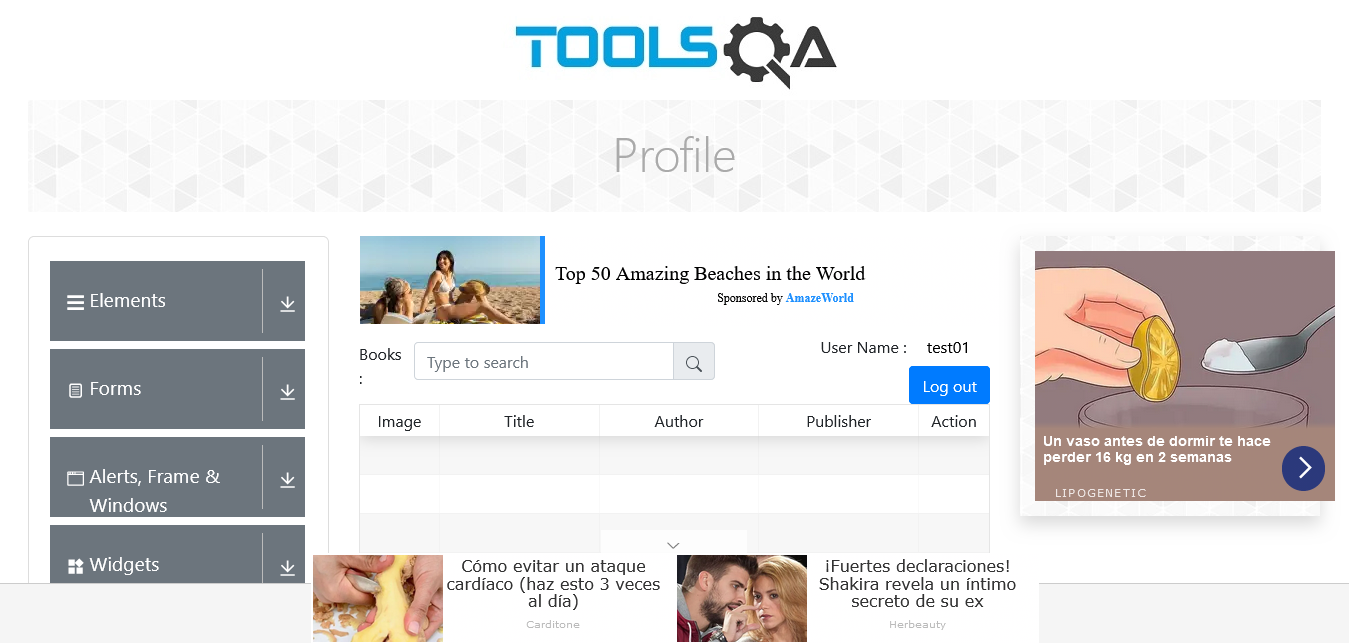 TOOLSQA
Profile
Elements
Forms
Alerts, Frame &
Windows
Widgets
Top 50 Amazing Beaches in the World
Sponsored by AmazeWorld
Books
:
Type to search
User Name :
test01
Log out
Image
Title
Author
Publisher
Action
Un vaso antes de dormir te hace
perder 16 kg en 2 semanas
LIPOGENETIC
Cómo evitar un ataque
cardíaco (haz esto 3 veces
al día)
Carditone
¡Fuertes declaraciones!
Shakira revela un íntimo
secreto de su ex
Herbeauty